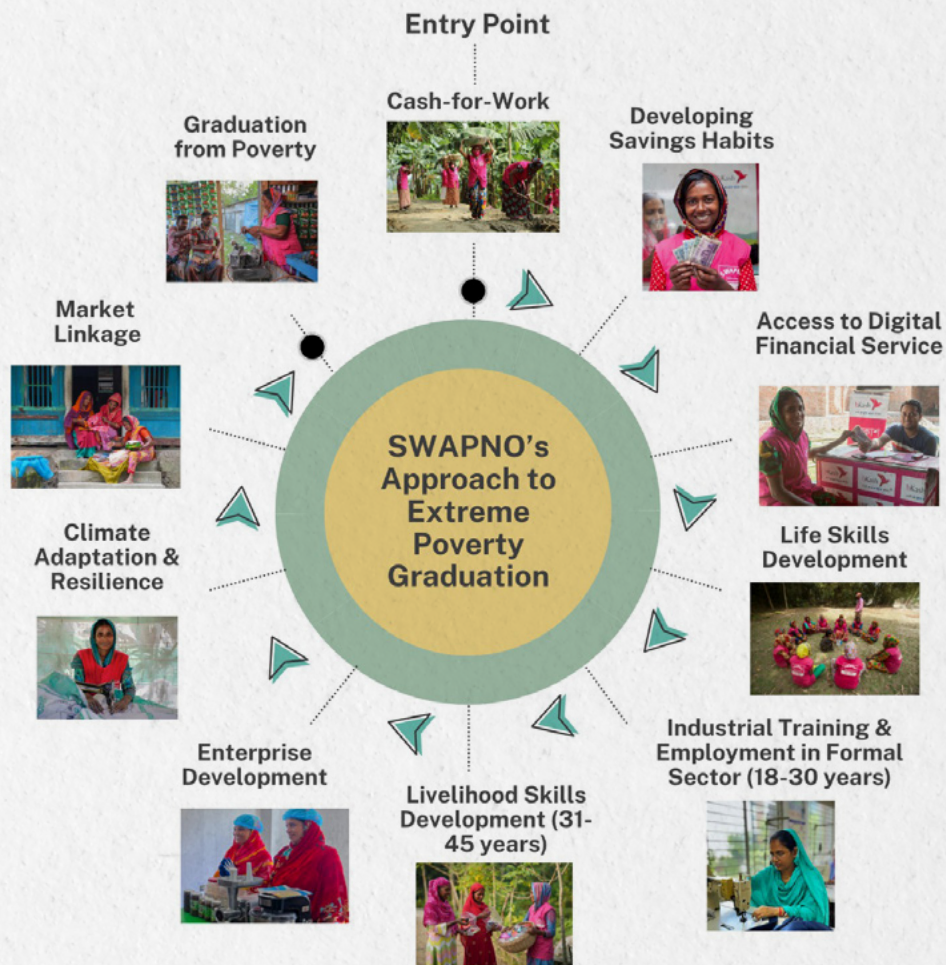 Entry Point
Cash-for-Work
Developing
Savings Habits
Access to Digital
Financial Service
Life Skills
Development
Industrial Training &
Employment in Formal
Sector (18-30 years)
Livelihood Skills
Development (31-
45 years)
Enterprise
Development
Climate
Adaptation &
Resilience
Market
Linkage
Graduation
from Poverty
SWAPNO's
Approach to
Extreme
Poverty
Graduation
bKash
bKash